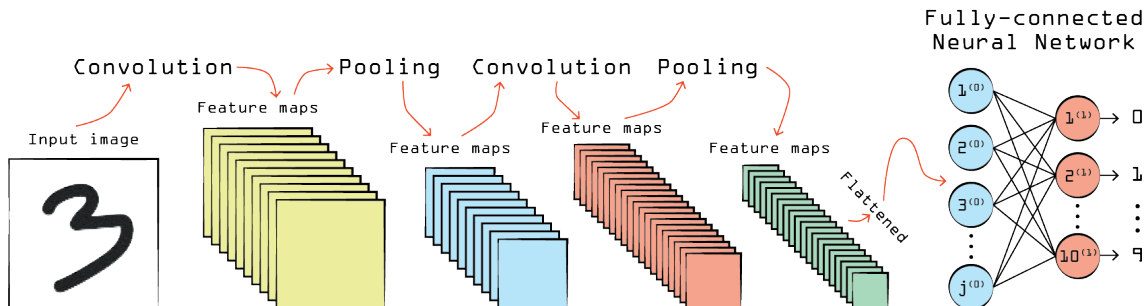 Fully-connected
Neural Network
Convolution
Pooling
Convolution
Pooling
Input image
Feature maps
Feature maps
Feature maps
Feature maps
Flattened
3
1(0)
2(0)
3(0)
j(0)
1(1)
2(1)
10(1)
0
1
9